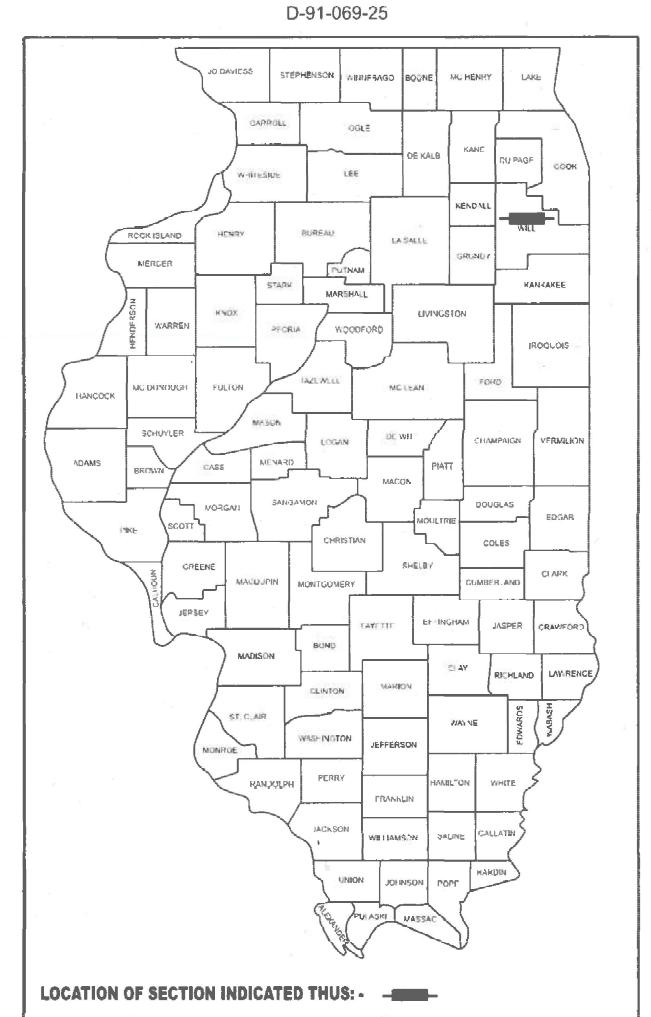 D-91-069-25
JO DAVIESS
STEPHENSON
WINNEBAGO
BOONE
MC HENRY
LAKE
CARROLL
OGLE
DE KALB
KANE
DU PAGE
COOK
WHITESIDE
LEE
KENDALL
WILL
ROCK ISLAND
HENRY
BUREAU
LA SALLE
GRUNDY
MERCER
PUTNAM
KANKAKEE
STARK
MARSHALL
HENDERSON
WARREN
KNOX
PEORIA
WOODFORD
LIVINGSTON
IROQUOIS
HANCOCK
MC DONOUGH
FULTON
TAZEWELL
MC LEAN
FORD
MASON
SCHUYLER
LOGAN
DE WIT
CHAMPAIGN
VERMILION
ADAMS
BROWN
CASS
MENARD
PIATT
MACON
MORGAN
SANGAMON
DOUGLAS
EDGAR
PIKE
SCOTT
CHRISTIAN
MOULTRIE
COLES
CALHOUN
GREENE
MACOUPIN
MONTGOMERY
SHELBY
CUMBERLAND
CLARK
JERSEY
FAYETTE
EFFINGHAM
JASPER
CRAWFORD
MADISON
BOND
CLAY
RICHLAND
LAWRENCE
CLINTON
MARION
ST. CLAIR
WAYNE
EDWARDS
WABASH
MONROE
WASHINGTON
JEFFERSON
RANDOLPH
PERRY
HAMILTON
WHITE
FRANKLIN
JACKSON
WILLIAMSON
SALINE
GALLATIN
UNION
JOHNSON
POPE
HARDIN
ALEXANDER
PULASKI
MASSAC
LOCATION OF SECTION INDICATED THUS: -